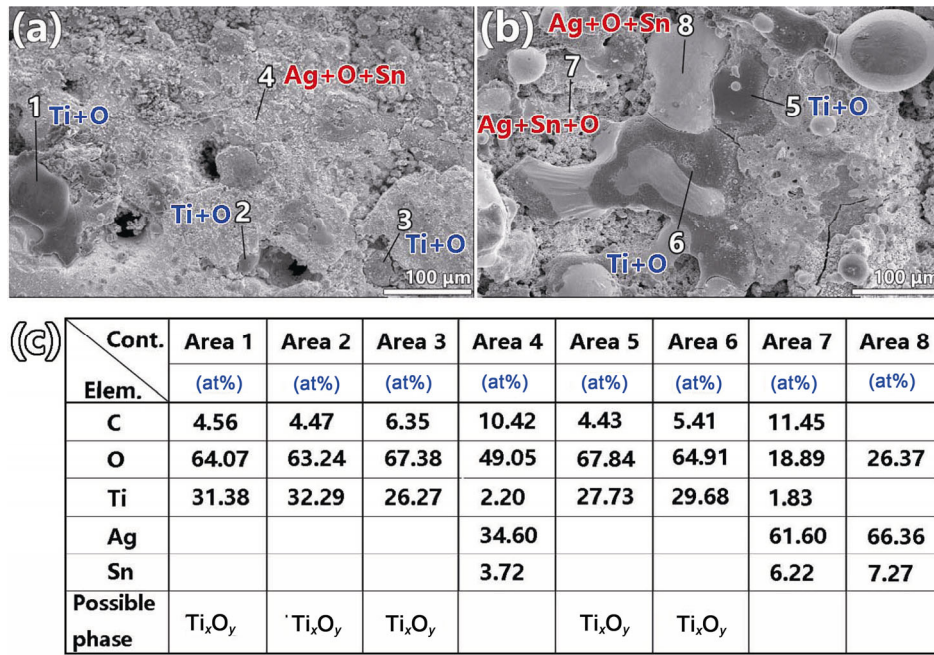 (a)
4 Ag+O+Sn
1
Ti+O
Ti+O 2
3
Ti+O
100 μm
(b)
Ag+O+Sn 8
7
Ag+Sn+O
5 Ti+O
6
Ti+O
100 μm
(c)
Cont. Area 1 Area 2 Area 3 Area 4 Area 5 Area 6 Area 7 Area 8
Elem. (at%) (at%) (at%) (at%) (at%) (at%) (at%) (at%)
C 4.56 4.47 6.35 10.42 4.43 5.41 11.45
O 64.07 63.24 67.38 49.05 67.84 64.91 18.89 26.37
Ti 31.38 32.29 26.27 2.20 27.73 29.68 1.83
Ag 34.60 61.60 66.36
Sn 3.72 6.22 7.27
Possible
phase TixOy TixOy TixOy TixOy TixOy